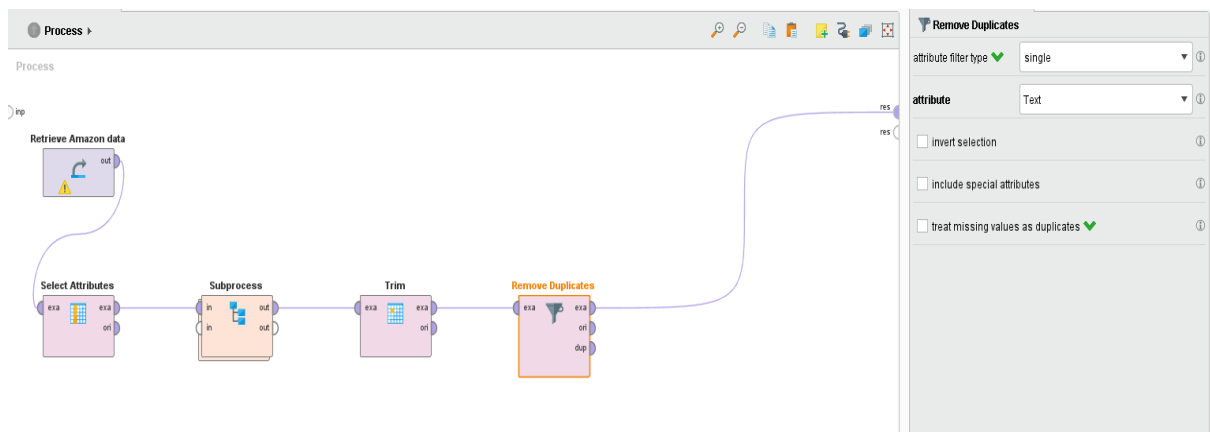 Process
Process
inp
res
res
Retrieve Amazon data
out
Select Attributes
exa exa
ori
Subprocess
in out
in out
Trim
exa exa
ori
Remove Duplicates
exa exa
ori
dup
Remove Duplicates
attribute filter type single
attribute Text
invert selection
include special attributes
treat missing values as duplicates